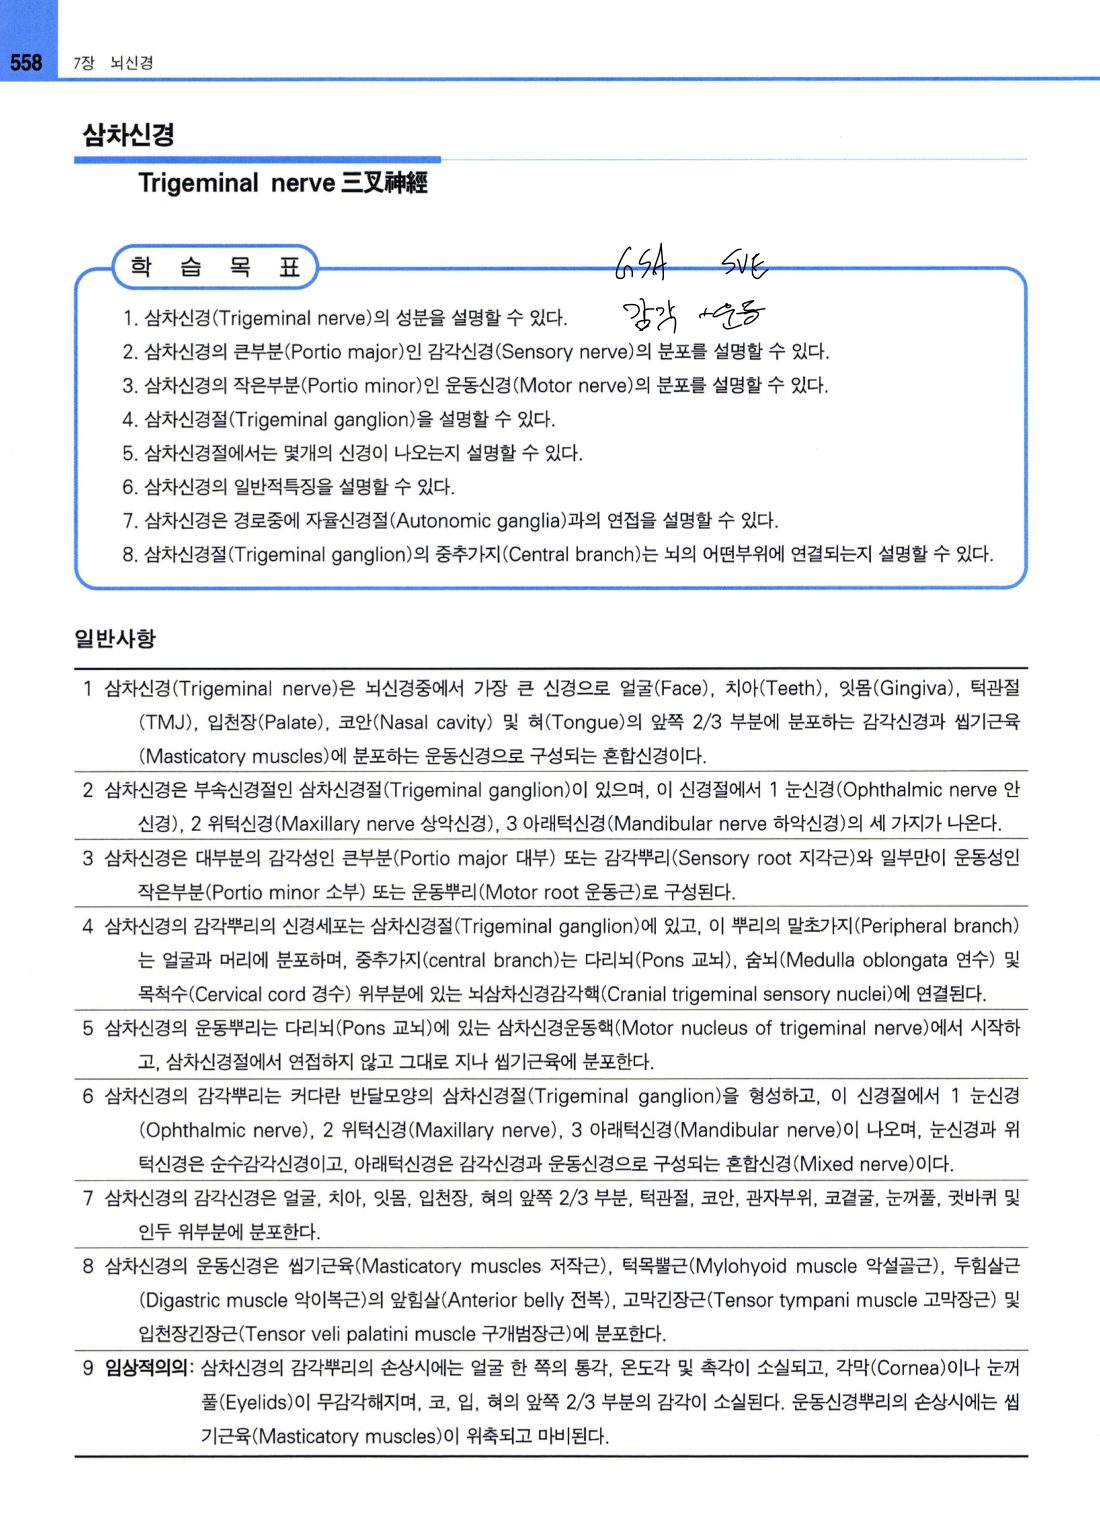 558 7장 뇌신경
삼차신경
Trigeminal nerve 三叉神經
학 습 목 표
GSA SVE
감각 +운동
1. 삼차신경(Trigeminal nerve)의 성분을 설명할 수 있다.
2. 삼차신경의 큰부분(Portio major)인 감각신경(Sensory nerve)의 분포를 설명할 수 있다.
3. 삼차신경의 작은부분(Portio minor)인 운동신경(Motor nerve)의 분포를 설명할 수 있다.
4. 삼차신경절(Trigeminal ganglion)을 설명할 수 있다.
5. 삼차신경절에서는 몇개의 신경이 나오는지 설명할 수 있다.
6. 삼차신경의 일반적특징을 설명할 수 있다.
7. 삼차신경은 경로중에 자율신경절(Autonomic ganglia)과의 연접을 설명할 수 있다.
8. 삼차신경절(Trigeminal ganglion)의 중추가지(Central branch)는 뇌의 어떤부위에 연결되는지 설명할 수 있다.
일반사항
1 삼차신경(Trigeminal nerve)은 뇌신경중에서 가장 큰 신경으로 얼굴(Face), 치아(Teeth), 잇몸(Gingiva), 턱관절
(TMJ), 입천장(Palate), 코안(Nasal cavity) 및 혀(Tongue)의 앞쪽 2/3 부분에 분포하는 감각신경과 씹기근육
(Masticatory muscles)에 분포하는 운동신경으로 구성되는 혼합신경이다.
2 삼차신경은 부속신경절인 삼차신경절(Trigeminal ganglion)이 있으며, 이 신경절에서 1 눈신경(Ophthalmic nerve 안
신경), 2 위턱신경(Maxillary nerve 상악신경), 3 아래턱신경(Mandibular nerve 하악신경)의 세 가지가 나온다.
3 삼차신경은 대부분의 감각성인 큰부분(Portio major 대부) 또는 감각뿌리(Sensory root 지각근)와 일부만이 운동성인
작은부분(Portio minor 소부) 또는 운동뿌리(Motor root 운동근)로 구성된다.
4 삼차신경의 감각뿌리의 신경세포는 삼차신경절(Trigeminal ganglion)에 있고, 이 뿌리의 말초가지(Peripheral branch)
는 얼굴과 머리에 분포하며, 중추가지(central branch)는 다리뇌(Pons 교뇌), 숨뇌(Medulla oblongata 연수) 및
목척수(Cervical cord 경수) 위부분에 있는 뇌삼차신경감각핵(Cranial trigeminal sensory nuclei)에 연결된다.
5 삼차신경의 운동뿌리는 다리뇌(Pons 교뇌)에 있는 삼차신경운동핵(Motor nucleus of trigeminal nerve)에서 시작하
고, 삼차신경절에서 연접하지 않고 그대로 지나 씹기근육에 분포한다.
6 삼차신경의 감각뿌리는 커다란 반달모양의 삼차신경절(Trigeminal ganglion)을 형성하고, 이 신경절에서 1 눈신경
(Ophthalmic nerve), 2 위턱신경(Maxillary nerve), 3 아래턱신경(Mandibular nerve)이 나오며, 눈신경과 위
턱신경은 순수감각신경이고, 아래턱신경은 감각신경과 운동신경으로 구성되는 혼합신경(Mixed nerve)이다.
7 삼차신경의 감각신경은 얼굴, 치아, 잇몸, 입천장, 혀의 앞쪽 2/3 부분, 턱관절, 코안, 관자부위, 코곁굴, 눈꺼풀, 귓바퀴 및
인두 위부분에 분포한다.
8 삼차신경의 운동신경은 씹기근육(Masticatory muscles 저작근), 턱목뿔근(Mylohyoid muscle 악설골근), 두힘살근
(Digastric muscle 악이복근)의 앞힘살(Anterior belly 전복), 고막긴장근(Tensor tympani muscle 고막장근) 및
입천장긴장근(Tensor veli palatini muscle 구개범장근)에 분포한다.
9 임상적의의: 삼차신경의 감각뿌리의 손상시에는 얼굴 한 쪽의 통각, 온도각 및 촉각이 소실되고, 각막(Cornea)이나 눈꺼
풀(Eyelids)이 무감각해지며, 코, 입, 혀의 앞쪽 2/3 부분의 감각이 소실된다. 운동신경뿌리의 손상시에는 씹
기근육(Masticatory muscles)이 위축되고 마비된다.